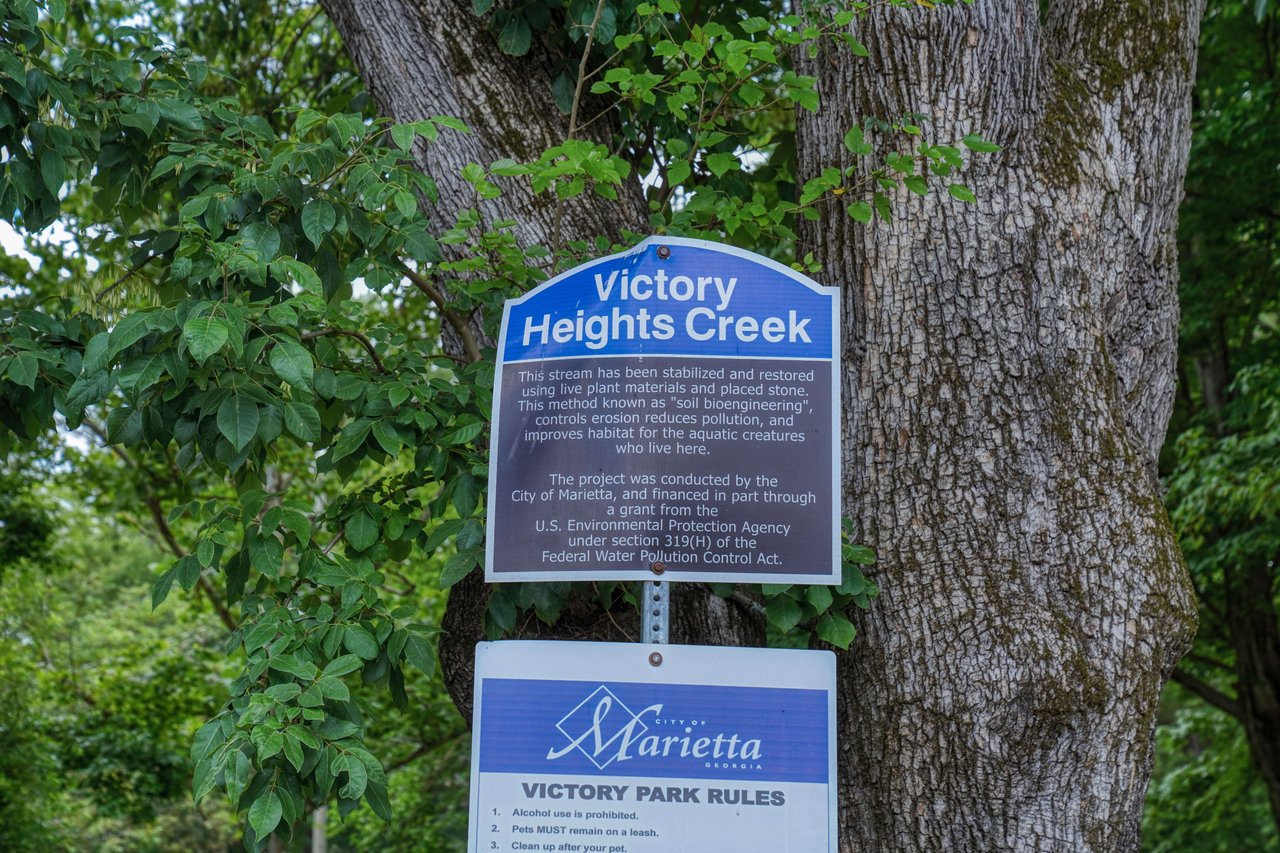 Victory
Heights Creek
This stream has been stabilized and restored
using live plant materials and placed stone.
This method known as "soil bioengineering",
controls erosion reduces pollution, and
improves habitat for the aquatic creatures
who live here.
The project was conducted by the
City of Marietta, and financed in part through
a grant from the
U.S. Environmental Protection Agency
under section 319(H) of the
Federal Water Pollution Control Act.
CITY OF
Marietta
GEORGIA
VICTORY PARK RULES
1. Alcohol use is prohibited.
2. Pets MUST remain on a leash.
3. Clean up after your pet.